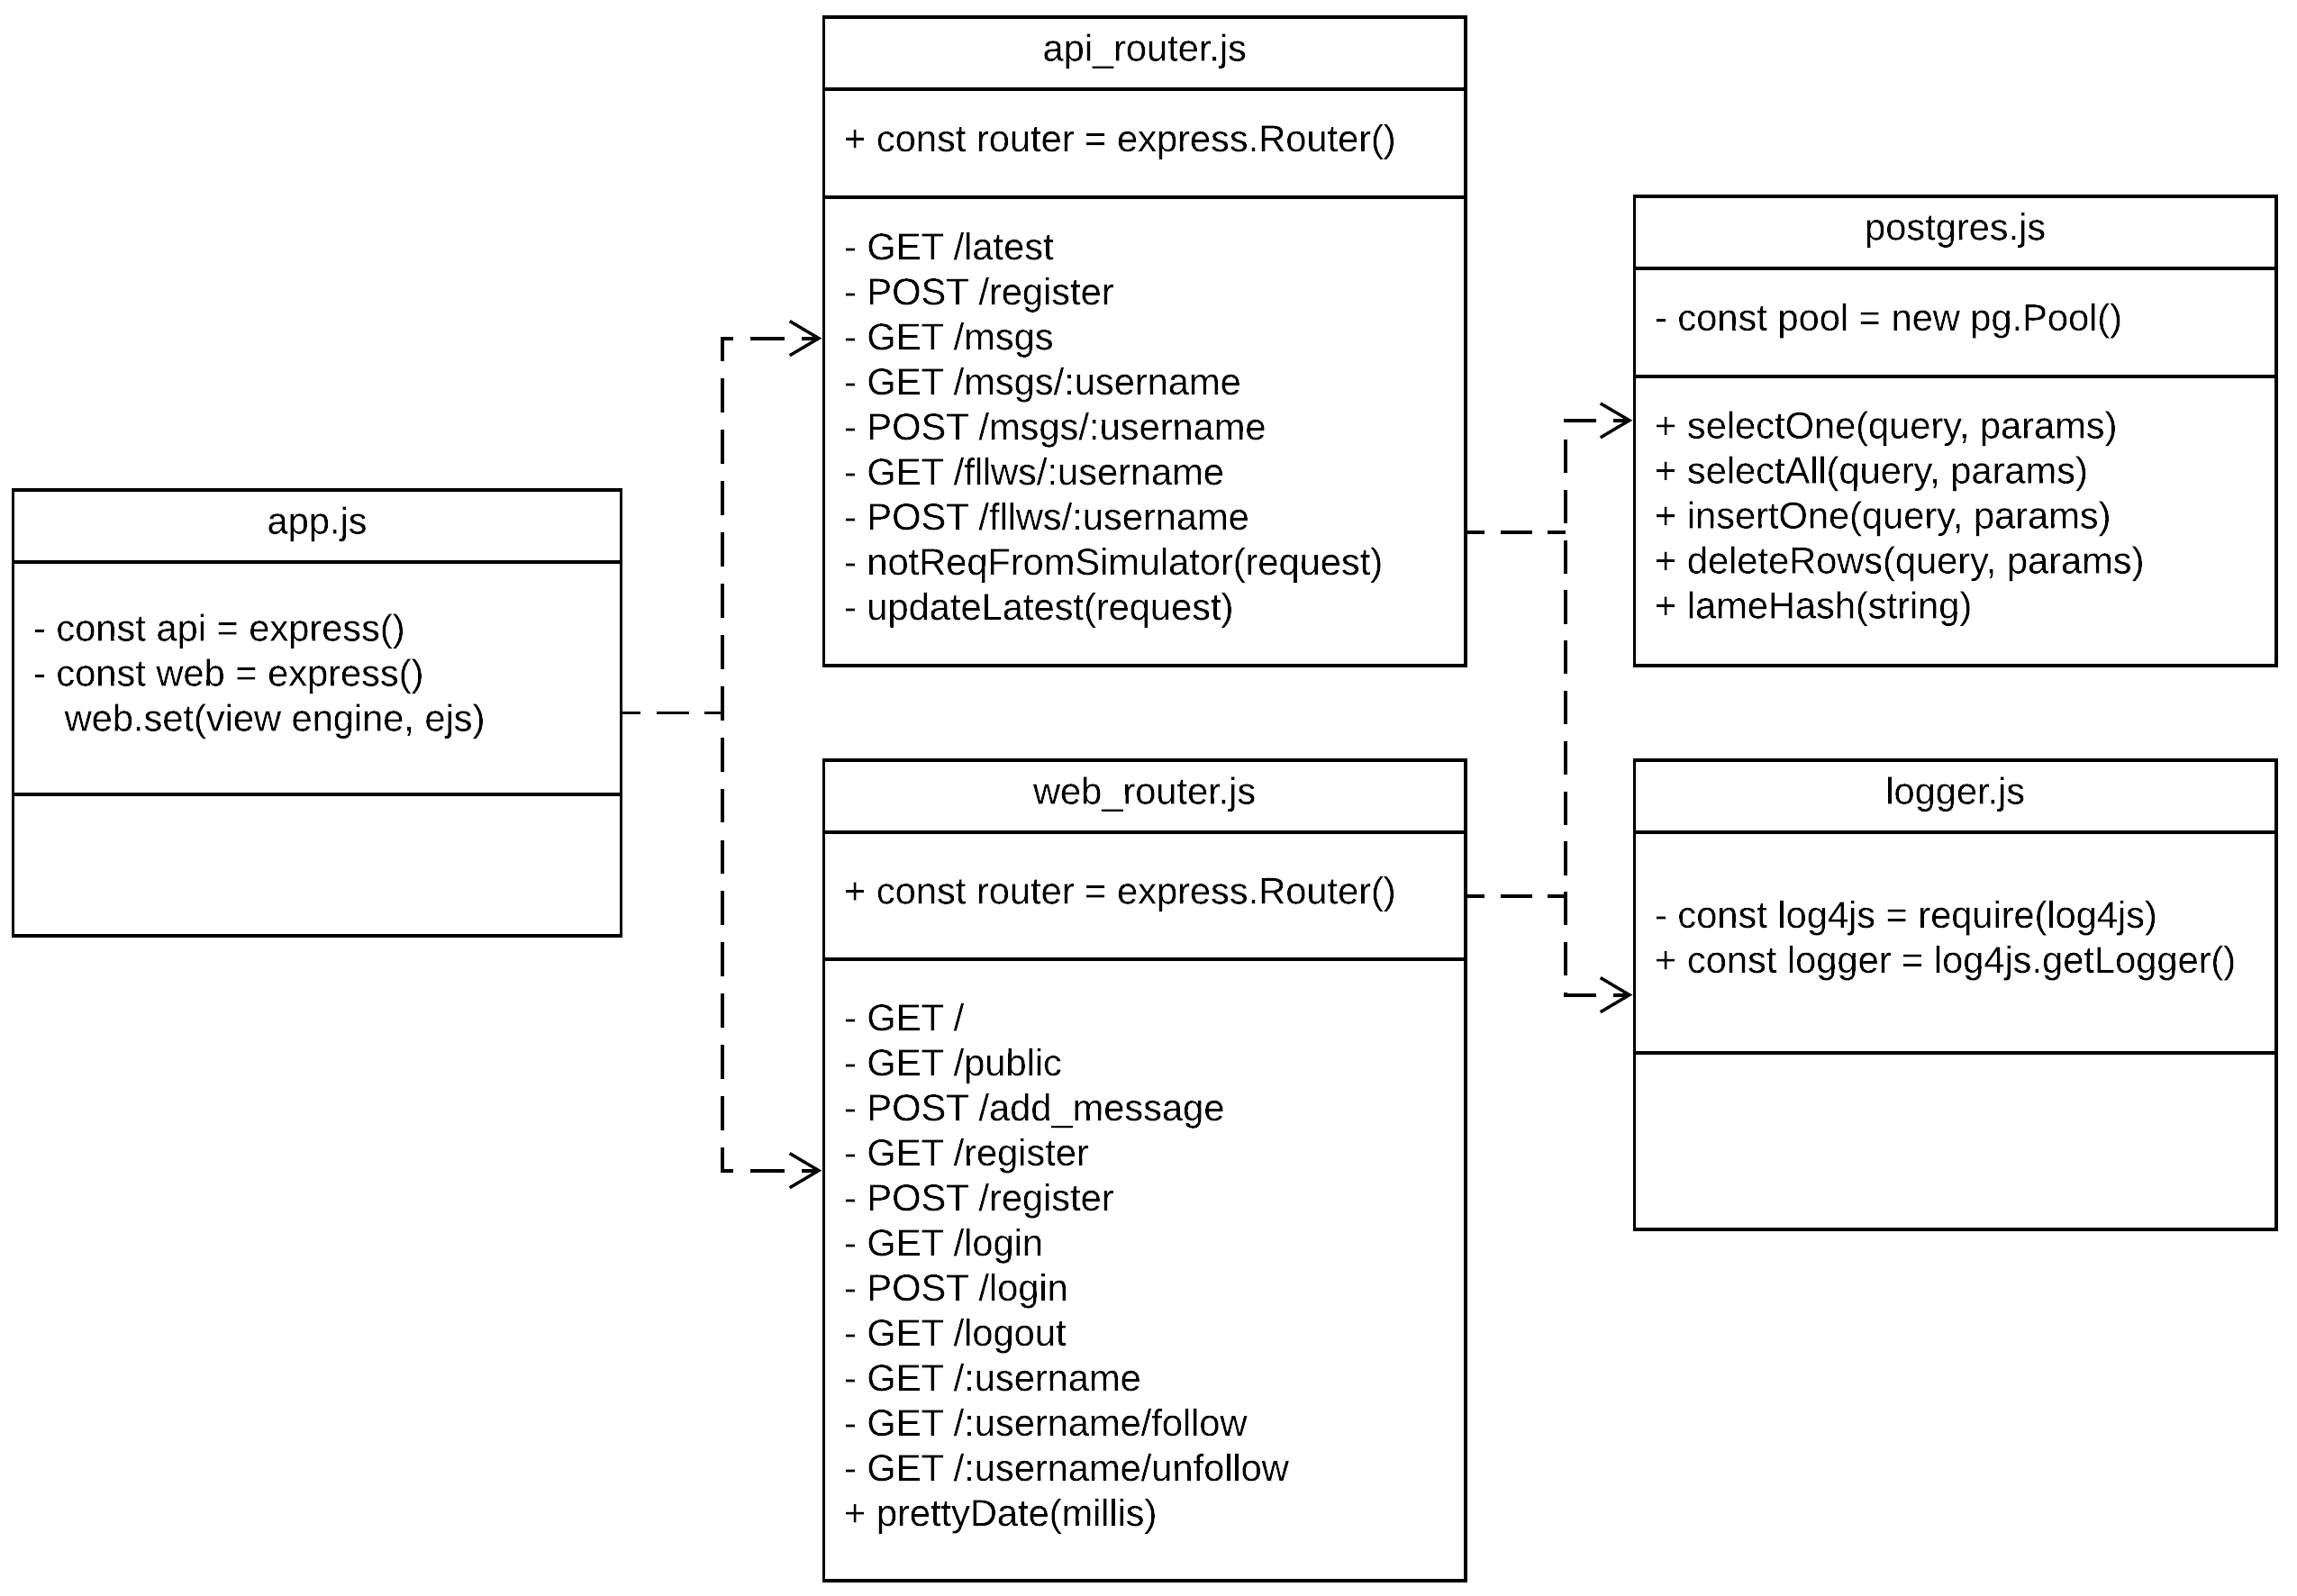 app.js
- const api = express()
- const web = express()
web.set(view engine, ejs)
api_router.js
+ const router = express.Router()
- GET /latest
- POST /register
- GET /msgs
- GET /msgs/:username
- POST /msgs/:username
- GET /fllws/:username
- POST /fllws/:username
- notReqFromSimulator(request)
- updateLatest(request)
web_router.js
+ const router = express.Router()
- GET /
- GET /public
- POST /add_message
- GET /register
- POST /register
- GET /login
- POST /login
- GET /logout
- GET /:username
- GET /:username/follow
- GET /:username/unfollow
+ prettyDate(millis)
postgres.js
- const pool = new pg.Pool()
+ selectOne(query, params)
+ selectAll(query, params)
+ insertOne(query, params)
+ deleteRows(query, params)
+ lameHash(string)
logger.js
- const log4js = require(log4js)
+ const logger = log4js.getLogger()